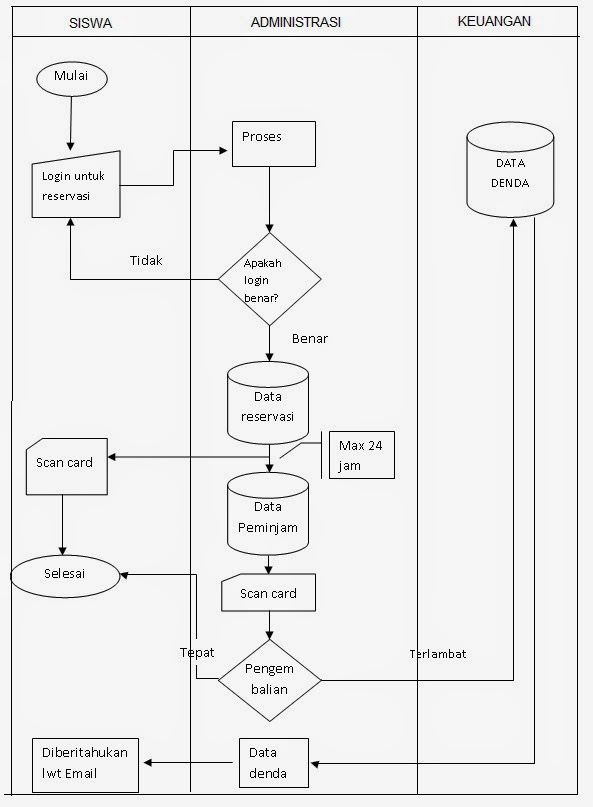 SISWA
ADMINISTRASI
KEUANGAN
Mulai
Proses
Login untuk
reservasi
DATA
DENDA
Tidak
Apakah
login
benar?
Benar
Data
reservasi
Max 24
jam
Scan card
Data
Peminjam
Selesai
Scan card
Tepat
Pengem
balian
Terlambat
Diberitahukan
lwt Email
Data
denda